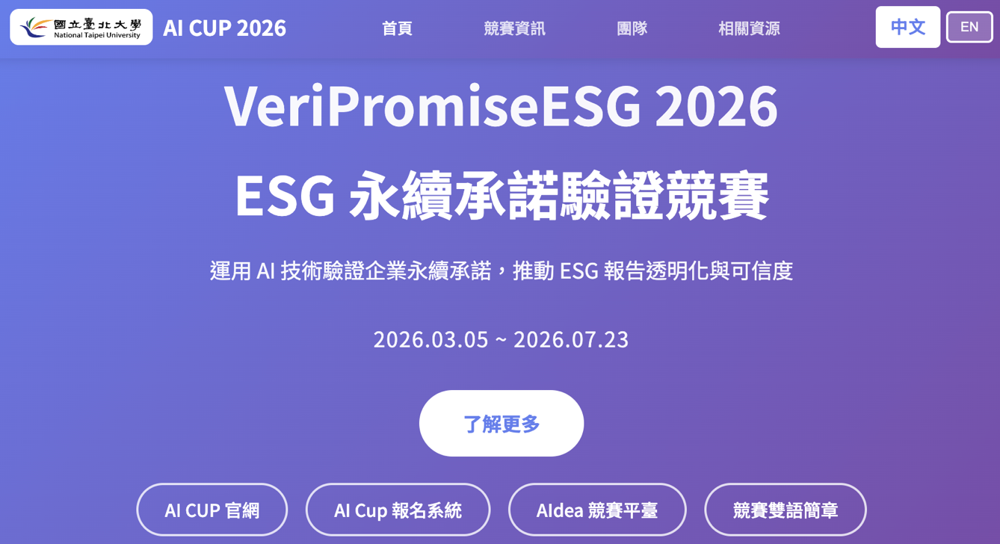 國立臺北大學
National Taipei University
AI CUP 2026
首頁
競賽資訊
團隊
相關資源
中文
EN
VeriPromiseESG 2026
ESG 永續承諾驗證競賽
運用 AI 技術驗證企業永續承諾，推動 ESG 報告透明化與可信度
2026.03.05 ~ 2026.07.23
了解更多
AI CUP 官網
AI Cup 報名系統
AIdea 競賽平臺
競賽雙語簡章